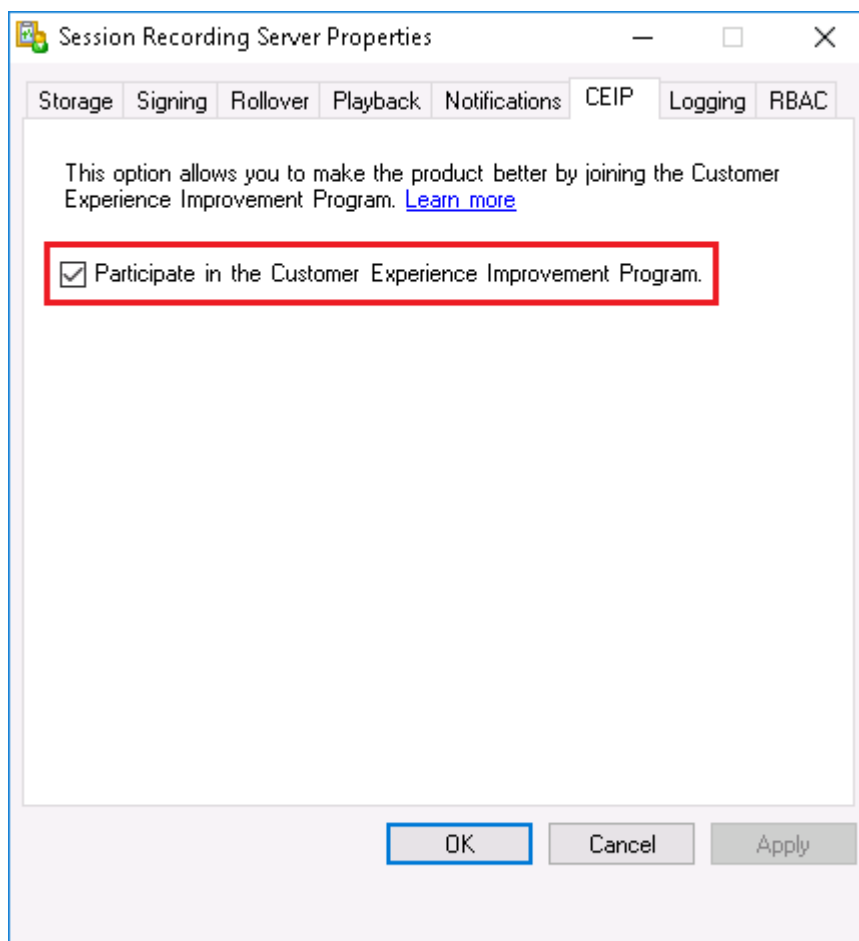 Session Recording Server Properties
Storage Signing Rollover Playback Notifications CEIP Logging RBAC
This option allows you to make the product better by joining the Customer
Experience Improvement Program. Learn more
Participate in the Customer Experience Improvement Program.
OK Cancel Apply